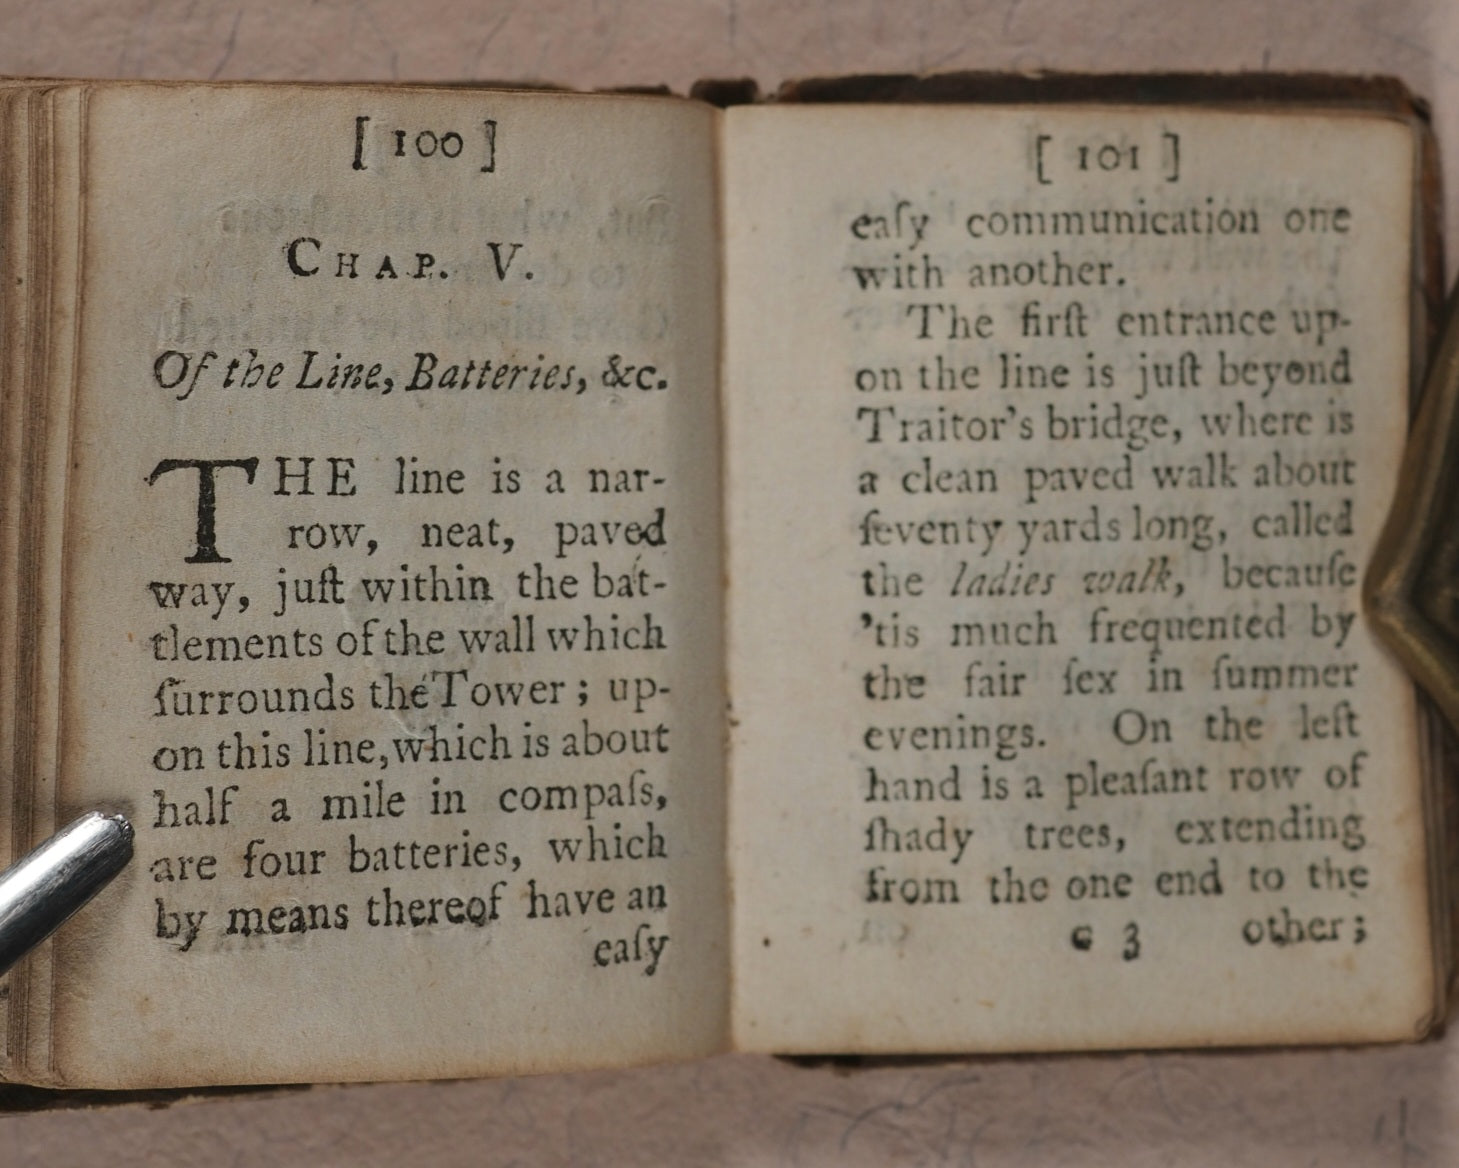 [ 100 ]
CHAP. V.
Of the Line, Batteries, &c.
THE line is a nar-
row, neat, paved
way, juſt within the bat-
tlements of the wall which
ſurrounds the Tower; up-
on this line, which is about
half a mile in compaſs,
are four batteries, which
by means thereof have an
eaſy
[ 101 ]
eaſy communication one
with another.
The firſt entrance up-
on the line is juſt beyond
Traitor's bridge, where is
a clean paved walk about
ſeventy yards long, called
the ladies walk, becauſe
'tis much frequented by
the fair ſex in ſummer
evenings. On the left
hand is a pleaſant row of
ſhady trees, extending
from the one end to the
G 3 other;